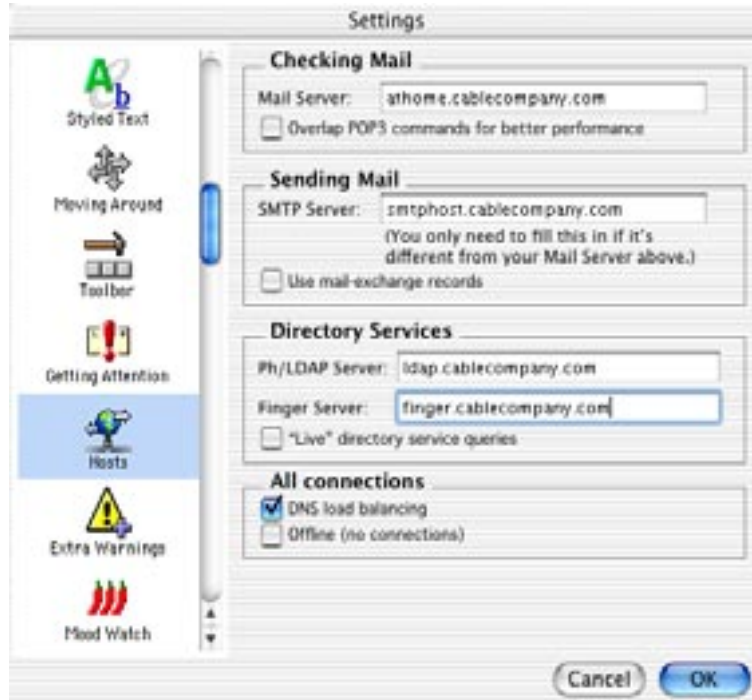 Settings
Styled Text
Moving Around
Toolbar
Getting Attention
Hosts
Extra Warnings
Mood Watch
Checking Mail
Mail Server: athome.cablecompany.com
Overlap POP3 commands for better performance
Sending Mail
SMTP Server: smtphost.cablecompany.com
(You only need to fill this in if it's
different from your Mail Server above.)
Use mail-exchange records
Directory Services
Ph/LDAP Server: ldap.cablecompany.com
Finger Server: finger.cablecompany.com
"Live" directory service queries
All connections
DNS load balancing
Offline (no connections)
Cancel
OK